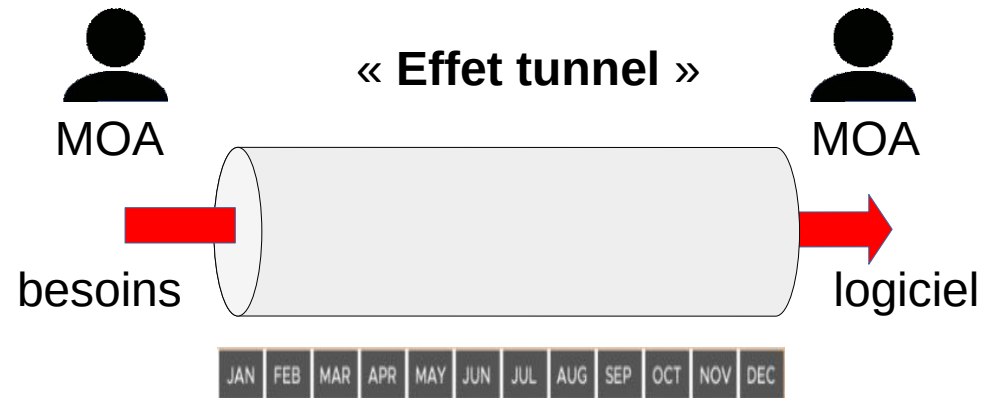 « Effet tunnel »
MOA
MOA
besoins
logiciel
JAN FEB MAR APR MAY JUN JUL AUG SEP OCT NOV DEC